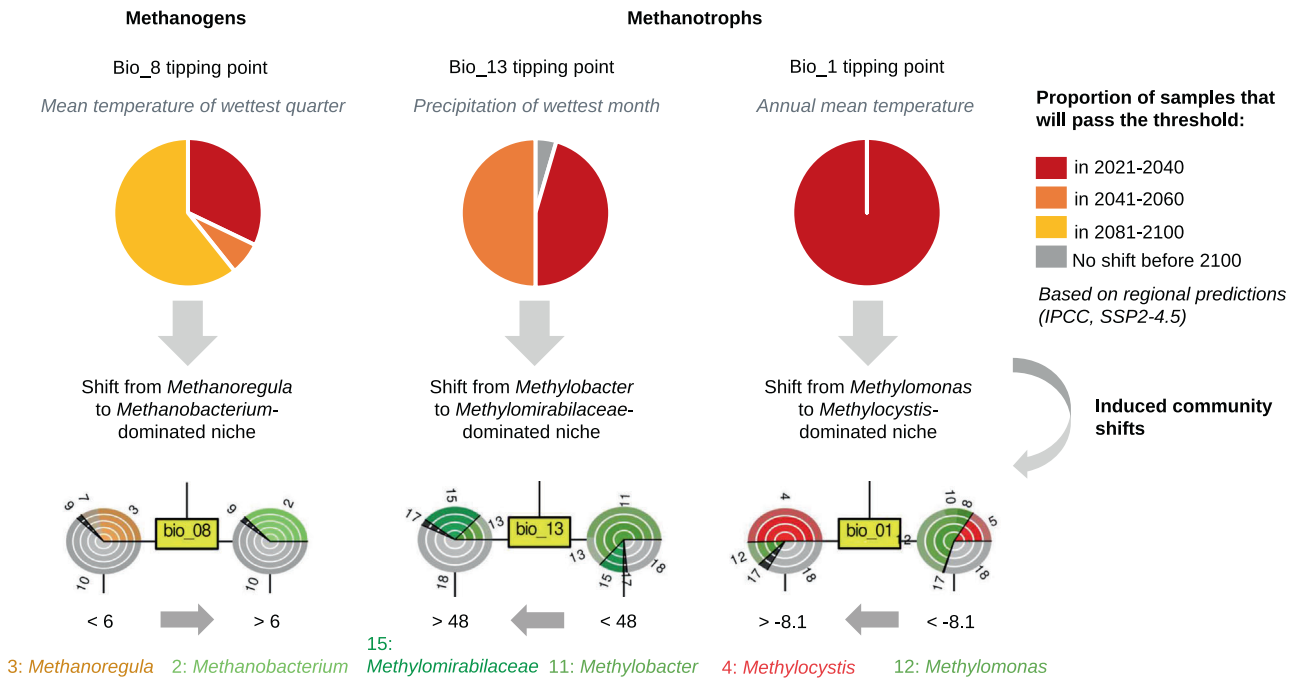 Methanogens
Methanotrophs
Bio_8 tipping point
Mean temperature of wettest quarter
Bio_13 tipping point
Precipitation of wettest month
Bio_1 tipping point
Annual mean temperature
Proportion of samples that
will pass the threshold:
in 2021-2040
in 2041-2060
in 2081-2100
No shift before 2100
Based on regional predictions
(IPCC, SSP2-4.5)
Shift from Methanoregula
to Methanobacterium-
dominated niche
Shift from Methylobacter
to Methylomirabilaceae-
dominated niche
Shift from Methylomonas
to Methylocystis-
dominated niche
Induced community
shifts
9
7
3
10
bio_08
9
2
10
17
15
13
18
bio_13
11
13
15
17
18
4
12
17
18
bio_01
12
10
8
5
17
18
< 6
> 6
> 48
< 48
> -8.1
< -8.1
3: Methanoregula
2: Methanobacterium
15:
Methylomirabilaceae
11: Methylobacter
4: Methylocystis
12: Methylomonas